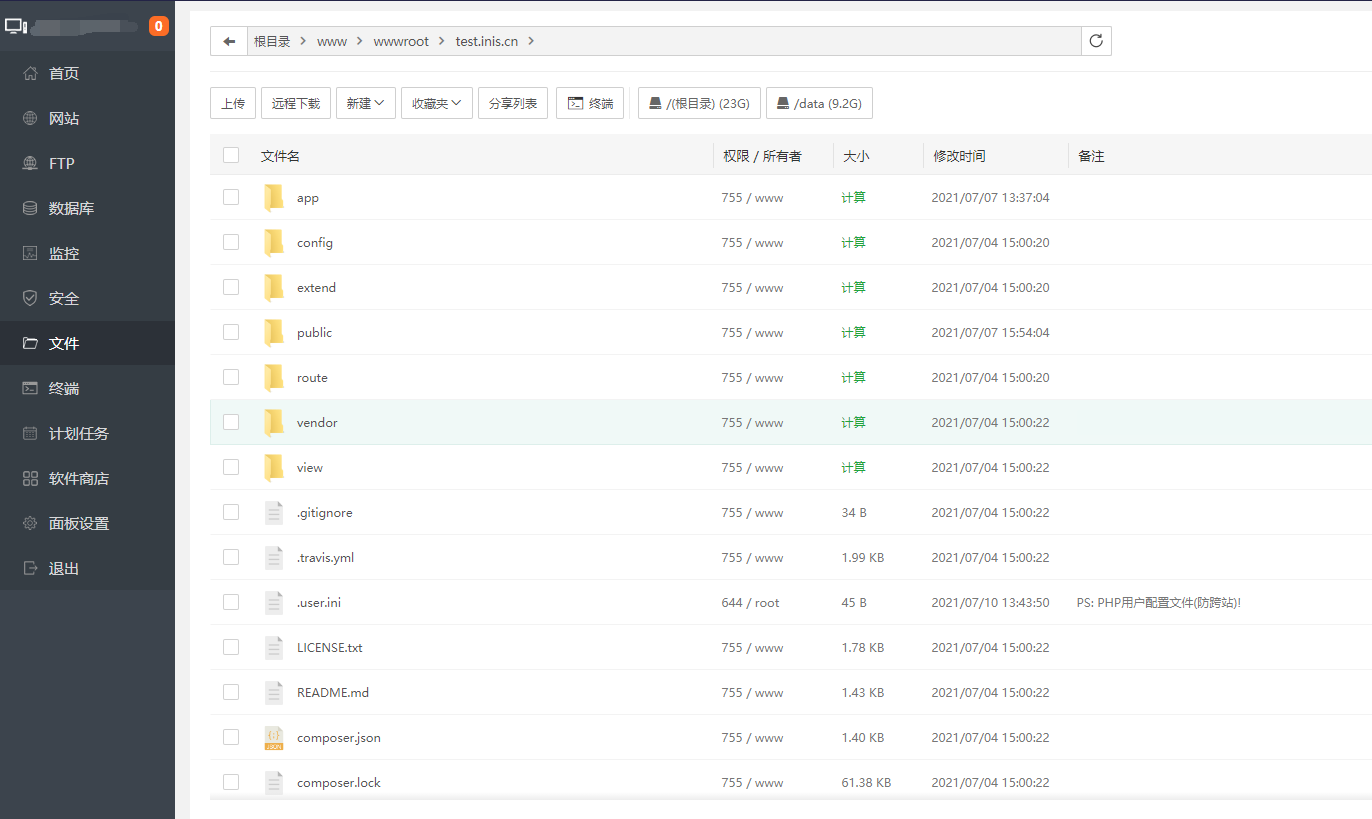 0
首页
网站
FTP
数据库
监控
安全
文件
终端
计划任务
软件商店
面板设置
退出
根目录 > www > wwwroot > test.inis.cn >
上传 远程下载 新建 收藏夹 分享列表 终端 /(根目录) (23G) /data (9.2G)
文件名 权限 / 所有者 大小 修改时间 备注
app 755 / www 计算 2021/07/07 13:37:04
config 755 / www 计算 2021/07/04 15:00:20
extend 755 / www 计算 2021/07/04 15:00:20
public 755 / www 计算 2021/07/07 15:54:04
route 755 / www 计算 2021/07/04 15:00:20
vendor 755 / www 计算 2021/07/04 15:00:22
view 755 / www 计算 2021/07/04 15:00:22
.gitignore 755 / www 34 B 2021/07/04 15:00:22
.travis.yml 755 / www 1.99 KB 2021/07/04 15:00:22
.user.ini 644 / root 45 B 2021/07/10 13:43:50 PS: PHP用户配置文件(防跨站)!
LICENSE.txt 755 / www 1.78 KB 2021/07/04 15:00:22
README.md 755 / www 1.43 KB 2021/07/04 15:00:22
JSON composer.json 755 / www 1.40 KB 2021/07/04 15:00:22
composer.lock 755 / www 61.38 KB 2021/07/04 15:00:22